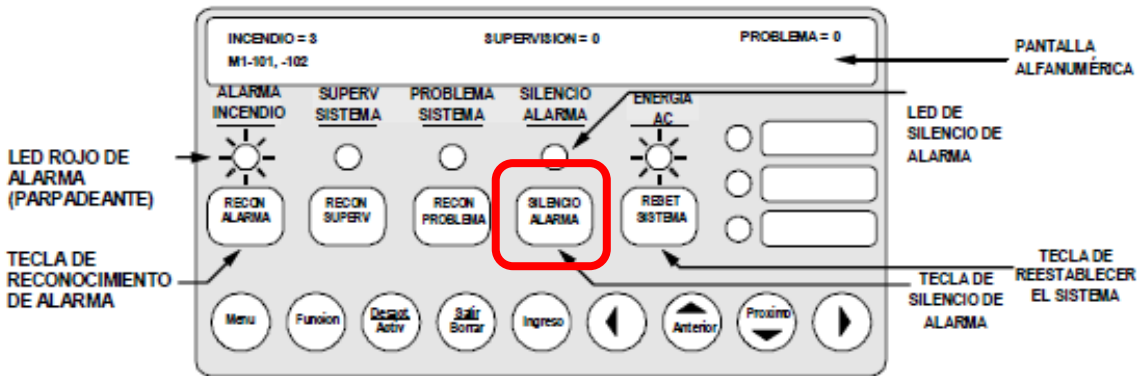 INCENDIO = 3 SUPERVISION = 0 PROBLEMA = 0
M1-101, -102
PANTALLA
ALFANUMÉRICA
ALARMA
INCENDIO
SUPERV
SISTEMA
PROBLEMA
SISTEMA
SILENCIO
ALARMA
ENERGIA
AC
LED DE
SILENCIO DE
ALARMA
LED ROJO DE
ALARMA
(PARPADEANTE)
RECON
ALARMA
RECON
SUPERV
RECON
PROBLEMA
SILENCIO
ALARMA
RESET
SISTEMA
TECLA DE
RECONOCIMIENTO
DE ALARMA
TECLA DE
SILENCIO DE
ALARMA
TECLA DE
REESTABLECER
EL SISTEMA
Menu
Funcion
Desact.
Activ
Salir
Borrar
Ingreso
Anterior
Proximo